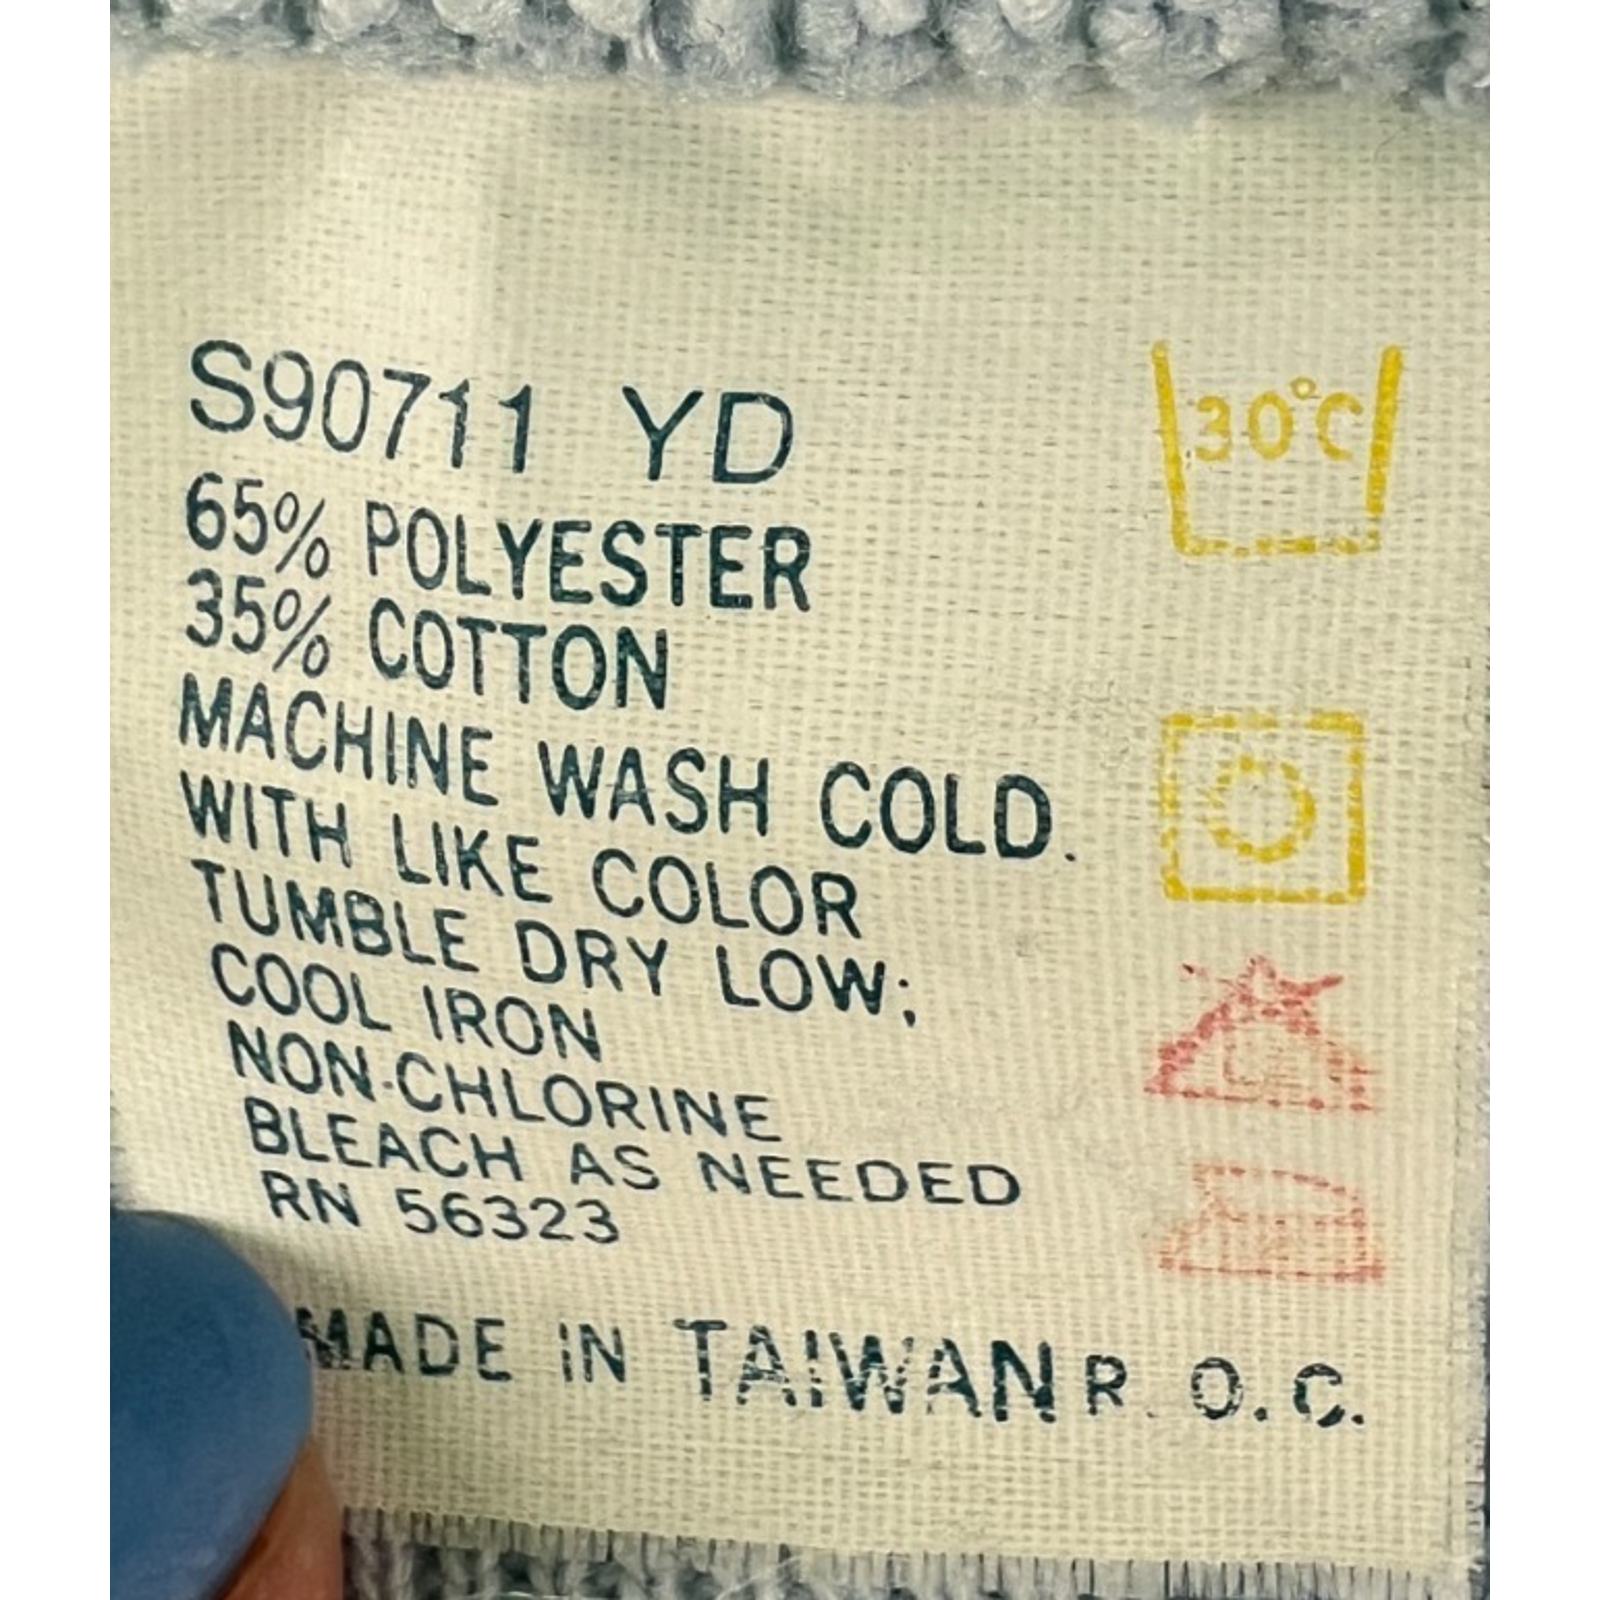 S90711 YD
65% POLYESTER
35% COTTON
MACHINE WASH COLD.
WITH LIKE COLOR
TUMBLE DRY LOW;
COOL IRON
NON-CHLORINE
BLEACH AS NEEDED
RN 56323
MADE IN TAIWAN R. O. C.
30°C